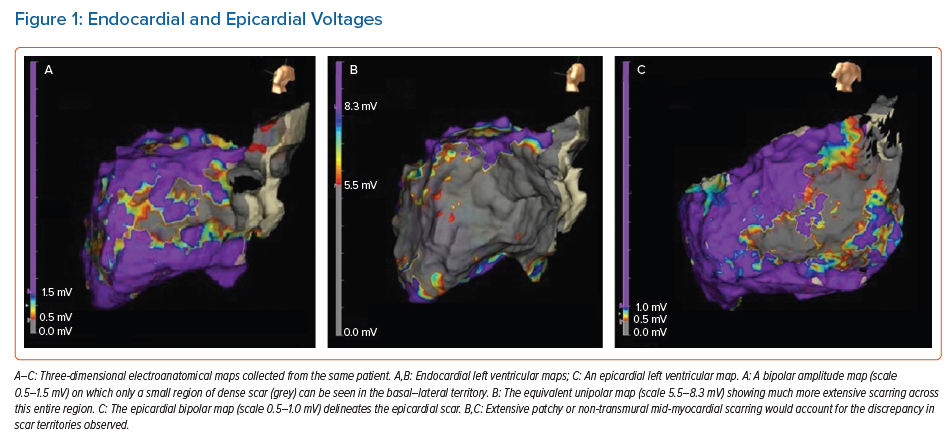 Figure 1: Endocardial and Epicardial Voltages
A
1.5 mV
0.5 mV
0.0 mV
B
8.3 mV
5.5 mV
0.0 mV
C
1.0 mV
0.5 mV
0.0 mV
A–C: Three-dimensional electroanatomical maps collected from the same patient. A,B: Endocardial left ventricular maps; C: An epicardial left ventricular map. A: A bipolar amplitude map (scale
0.5–1.5 mV) on which only a small region of dense scar (grey) can be seen in the basal–lateral territory. B: The equivalent unipolar map (scale 5.5–8.3 mV) showing much more extensive scarring across
this entire region. C: The epicardial bipolar map (scale 0.5–1.0 mV) delineates the epicardial scar. B,C: Extensive patchy or non-transmural mid-myocardial scarring would account for the discrepancy in
scar territories observed.